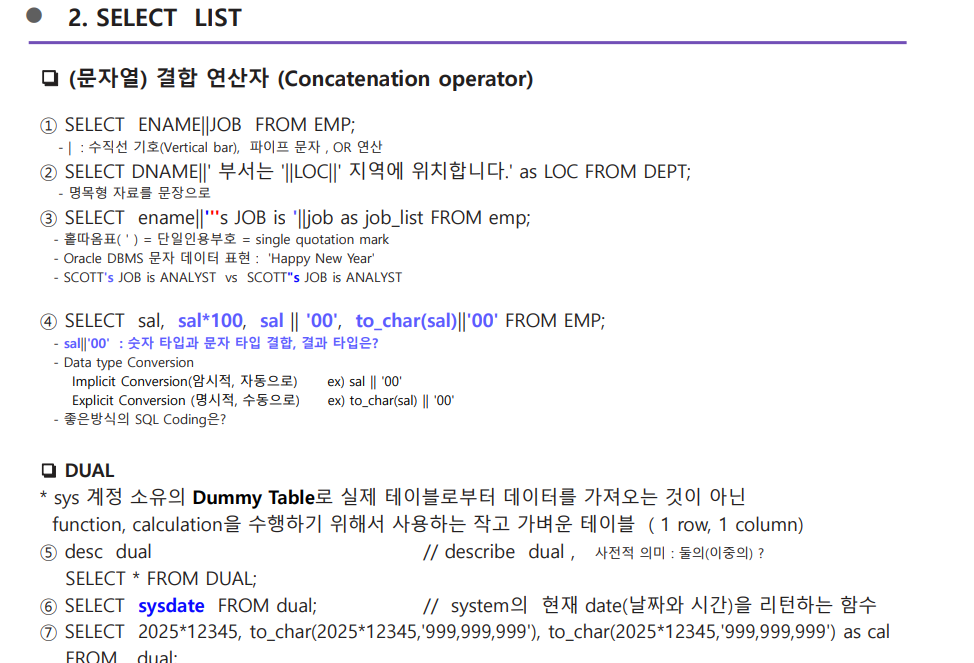 ● 2. SELECT LIST
❑ (문자열) 결합 연산자 (Concatenation operator)
① SELECT ENAME||JOB FROM EMP;
- | : 수직선 기호(Vertical bar), 파이프 문자 , OR 연산
② SELECT DNAME||' 부서는 '||LOC||' 지역에 위치합니다.' as LOC FROM DEPT;
- 명목형 자료를 문장으로
③ SELECT ename||'''s JOB is '||job as job_list FROM emp;
- 홑따옴표( ' ) = 단일인용부호 = single quotation mark
- Oracle DBMS 문자 데이터 표현 : 'Happy New Year'
- SCOTT's JOB is ANALYST vs SCOTT"s JOB is ANALYST
④ SELECT sal, sal*100, sal || '00', to_char(sal)||'00' FROM EMP;
- sal||'00' : 숫자 타입과 문자 타입 결합, 결과 타입은?
- Data type Conversion
Implicit Conversion(암시적, 자동으로) ex) sal || '00'
Explicit Conversion (명시적, 수동으로) ex) to_char(sal) || '00'
- 좋은방식의 SQL Coding은?
❑ DUAL
* sys 계정 소유의 Dummy Table로 실제 테이블로부터 데이터를 가져오는 것이 아닌
function, calculation을 수행하기 위해서 사용하는 작고 가벼운 테이블 ( 1 row, 1 column)
⑤ desc dual // describe dual , 사전적 의미 : 둘의(이중의) ?
SELECT * FROM DUAL;
⑥ SELECT sysdate FROM dual; // system의 현재 date(날짜와 시간)을 리턴하는 함수
⑦ SELECT 2025*12345, to_char(2025*12345,'999,999,999'), to_char(2025*12345,'999,999,999') as cal
FROM dual;